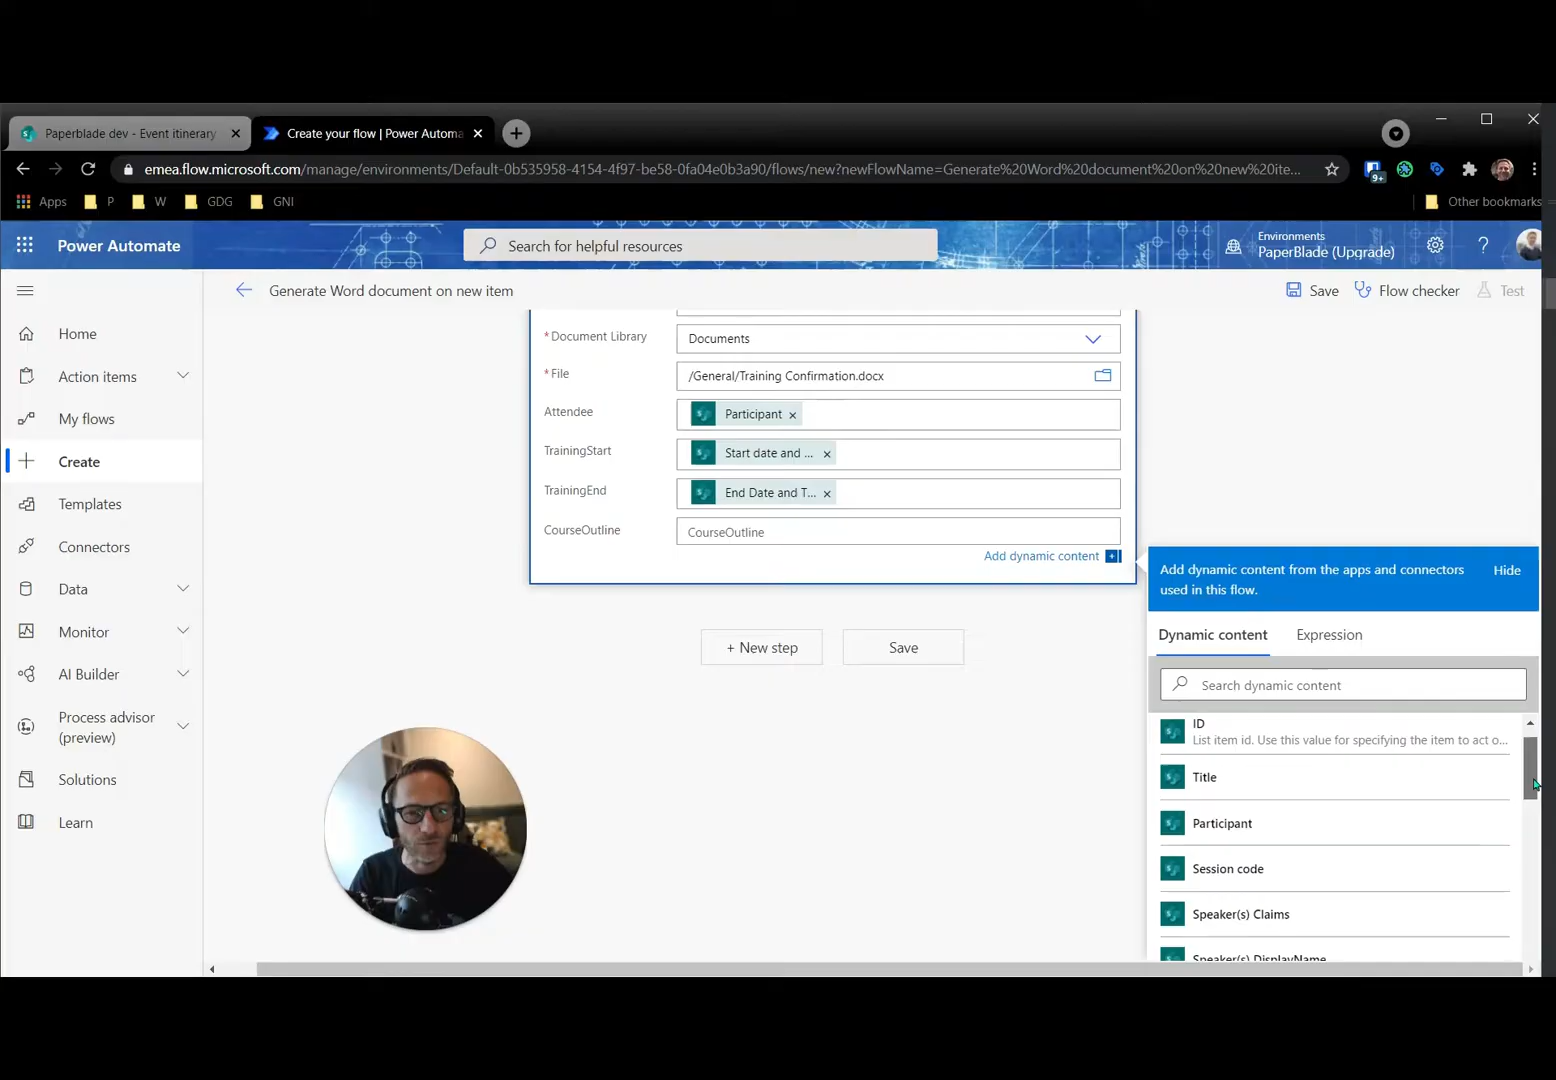 Paperblade dev - Event itinerary
Create your flow | Power Automa
emea.flow.microsoft.com/manage/environments/Default-0b535958-4154-4f97-be58-0fa04e0b3a90/flows/new?newFlowName=Generate%20Word%20document%20on%20new%20ite...
9+
Apps
P
W
GDG
GNI
Other bookmarks
Power Automate
Search for helpful resources
Environments
PaperBlade (Upgrade)
?
Generate Word document on new item
Save
Flow checker
Test
Home
Action items
My flows
Create
Templates
Connectors
Data
Monitor
AI Builder
Process advisor
(preview)
Solutions
Learn
* Document Library
Documents
* File
/General/Training Confirmation.docx
Attendee
Participant ×
TrainingStart
Start date and ... ×
TrainingEnd
End Date and T... ×
CourseOutline
CourseOutline
Add dynamic content
+ New step
Save
Add dynamic content from the apps and connectors
used in this flow.
Hide
Dynamic content
Expression
Search dynamic content
ID
List item id. Use this value for specifying the item to act o...
Title
Participant
Session code
Speaker(s) Claims
Speaker(s) DisplayName